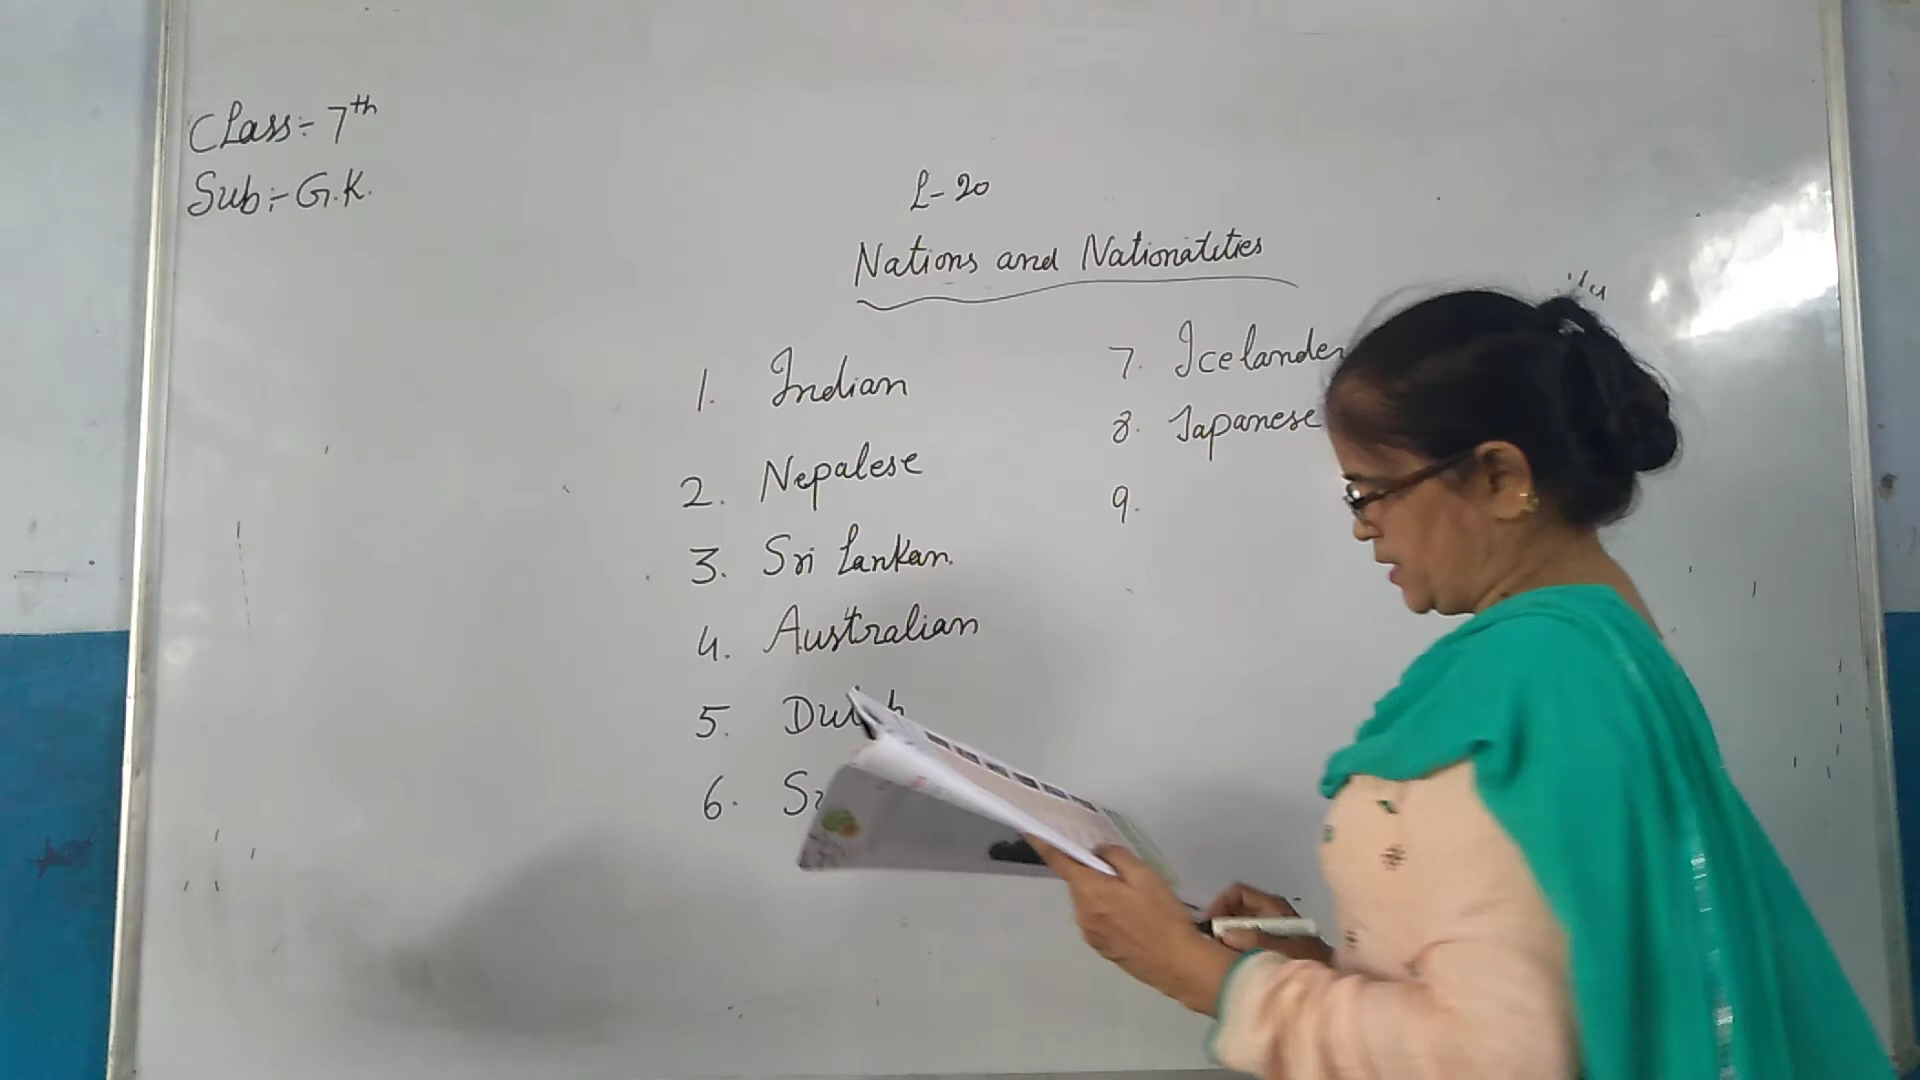 Class:- 7th
Sub:- G.K.
L-20
Nations and Nationalities
1. Indian
2. Nepalese
3. Sri Lankan.
4. Australian
5.
6.
7. Icelander
8. Japanese
9.